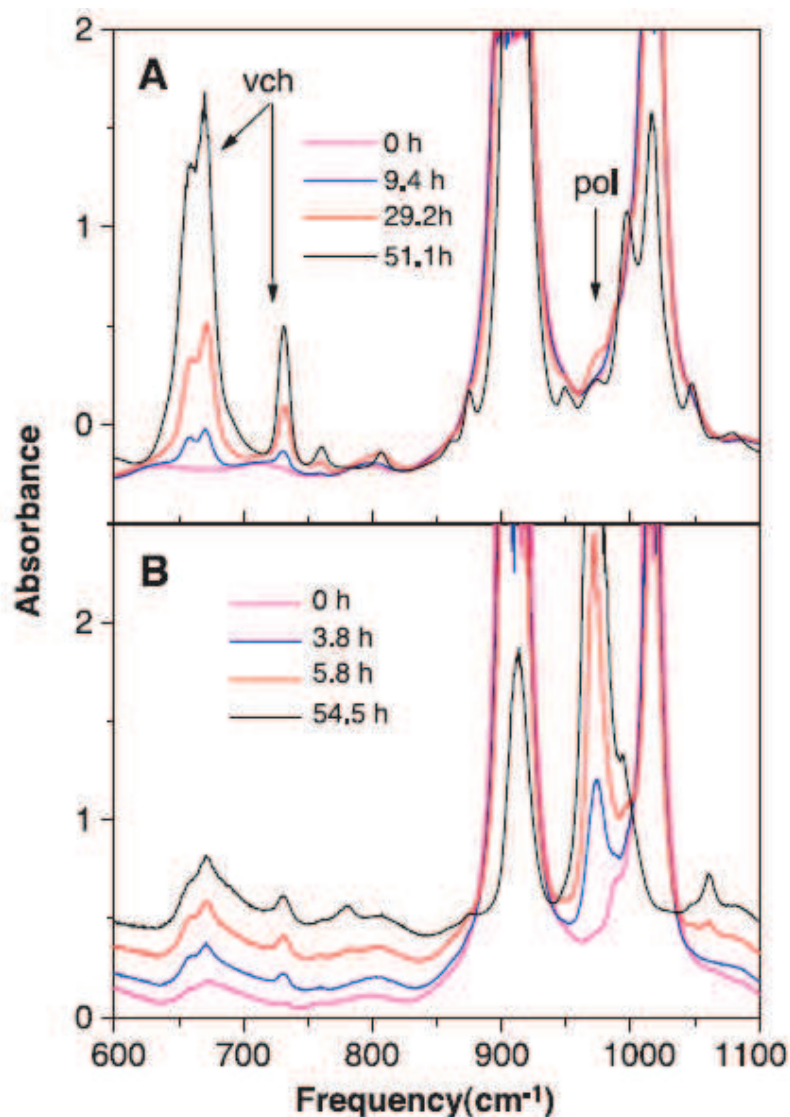 2
A
vch
0 h
9.4 h
29.2h
51.1h
pol
1
0
Absorbance
B
0 h
3.8 h
5.8 h
54.5 h
2
1
0
600 700 800 900 1000 1100
Frequency(cm⁻¹)